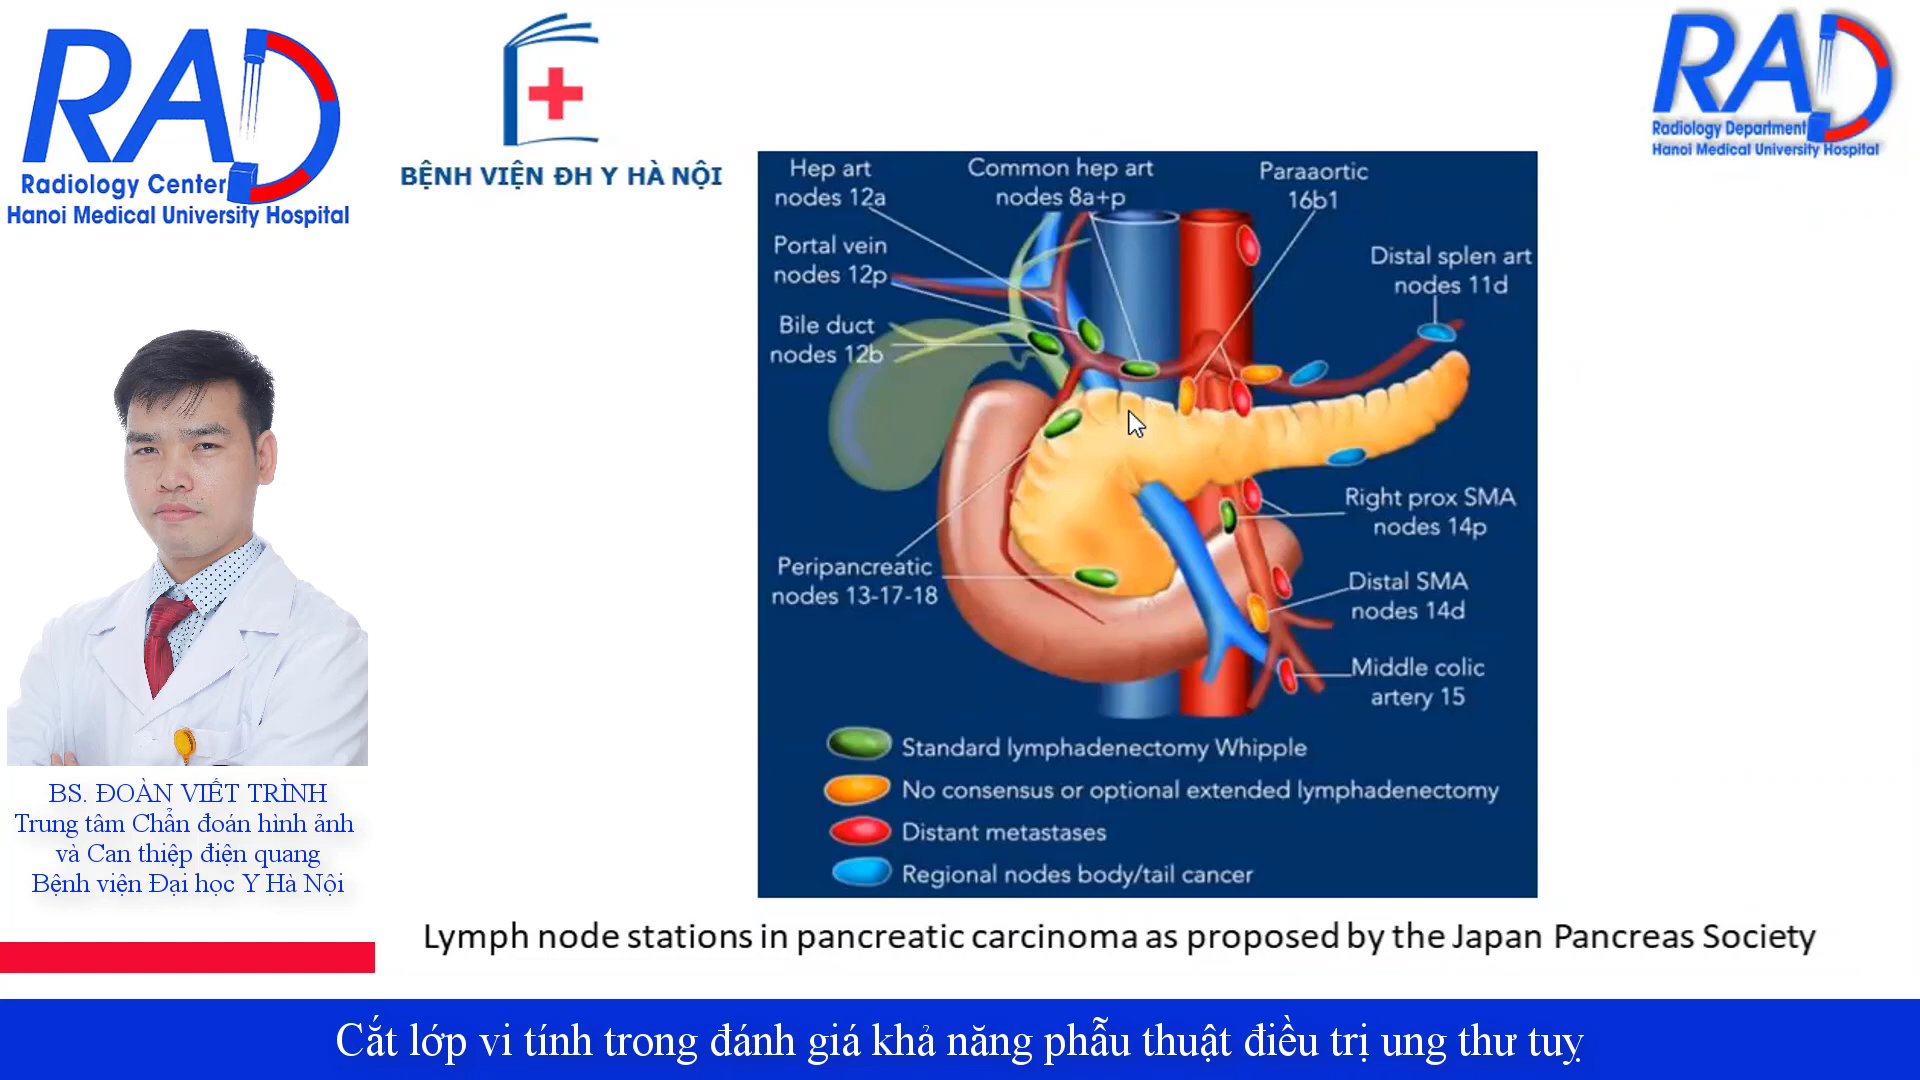 RAD
Radiology Center
Hanoi Medical University Hospital
BỆNH VIỆN ĐH Y HÀ NỘI
RAD
Radiology Department
Hanoi Medical University Hospital
Hep art
nodes 12a
Common hep art
nodes 8a+p
Paraaortic
16b1
Portal vein
nodes 12p
Distal splen art
nodes 11d
Bile duct
nodes 12b
Right prox SMA
nodes 14p
Peripancreatic
nodes 13-17-18
Distal SMA
nodes 14d
Middle colic
artery 15
Standard lymphadenectomy Whipple
No consensus or optional extended lymphadenectomy
Distant metastases
Regional nodes body/tail cancer
BS. ĐOÀN VIẾT TRÌNH
Trung tâm Chẩn đoán hình ảnh
và Can thiệp điện quang
Bệnh viện Đại học Y Hà Nội
Lymph node stations in pancreatic carcinoma as proposed by the Japan Pancreas Society
Cắt lớp vi tính trong đánh giá khả năng phẫu thuật điều trị ung thư tuỵ